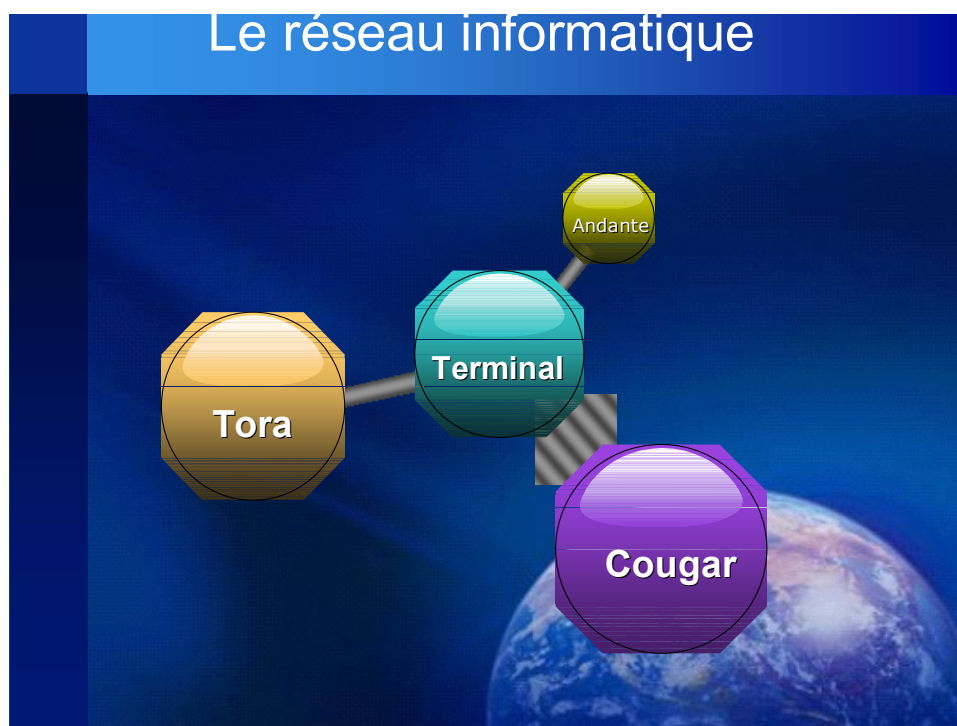 Le réseau informatique
Andante
Terminal
Tora
Cougar